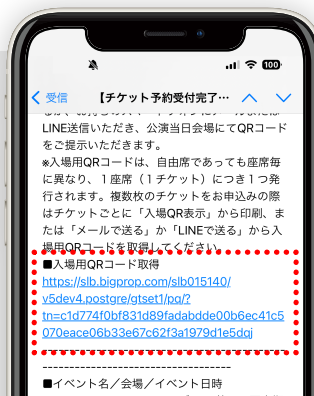 100
受信
【チケット予約受付完了…
LINE送信いただき、公演当日会場にてQRコード
をご提示いただきます。
※入場用QRコードは、自由席であっても座席毎
に異なり、1座席（1チケット）につき1つ発
行されます。複数枚のチケットをお申込みの際
はチケットごとに「入場QR表示」から印刷、ま
たは「メールで送る」か「LINEで送る」から入
場用QRコードを取得してください。
■入場用QRコード取得
https://slb.bigprop.com/slb015140/
v5dev4.postgre/gtset1/pq/?
tn=c1d774f0bf831d89fadabdde00b6ec41c5
070eace06b33e67c62f3a1979d1e5dqj
--------------------------------------
---------------------------------
■イベント名／会場／イベント日時